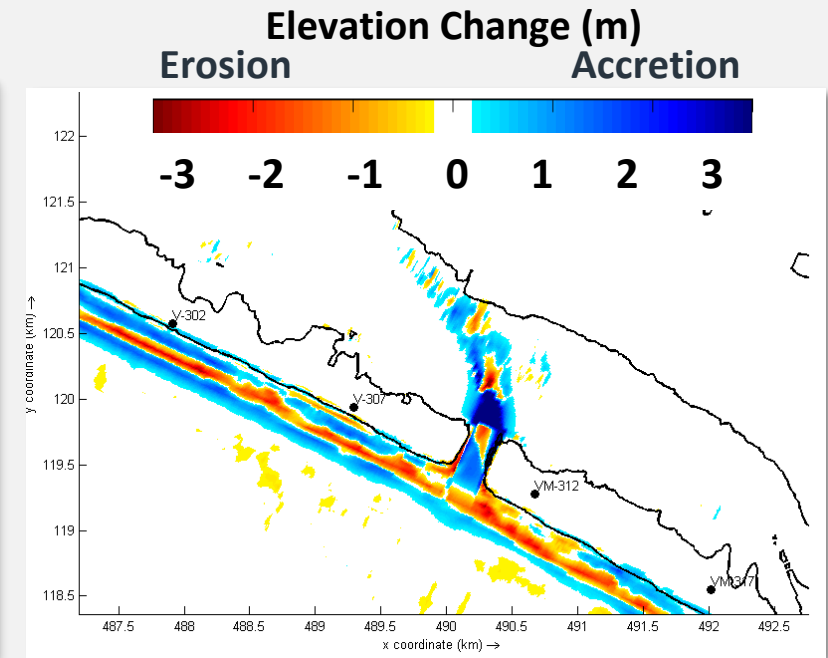 Elevation Change (m)
Erosion Accretion
-3 -2 -1 0 1 2 3
122
121.5
121
120.5
120
119.5
119
118.5
y coordinate (km) →
V-302
V-307
VM-312
VM-317
487.5 488 488.5 489 489.5 490 490.5 491 491.5 492 492.5
x coordinate (km) →